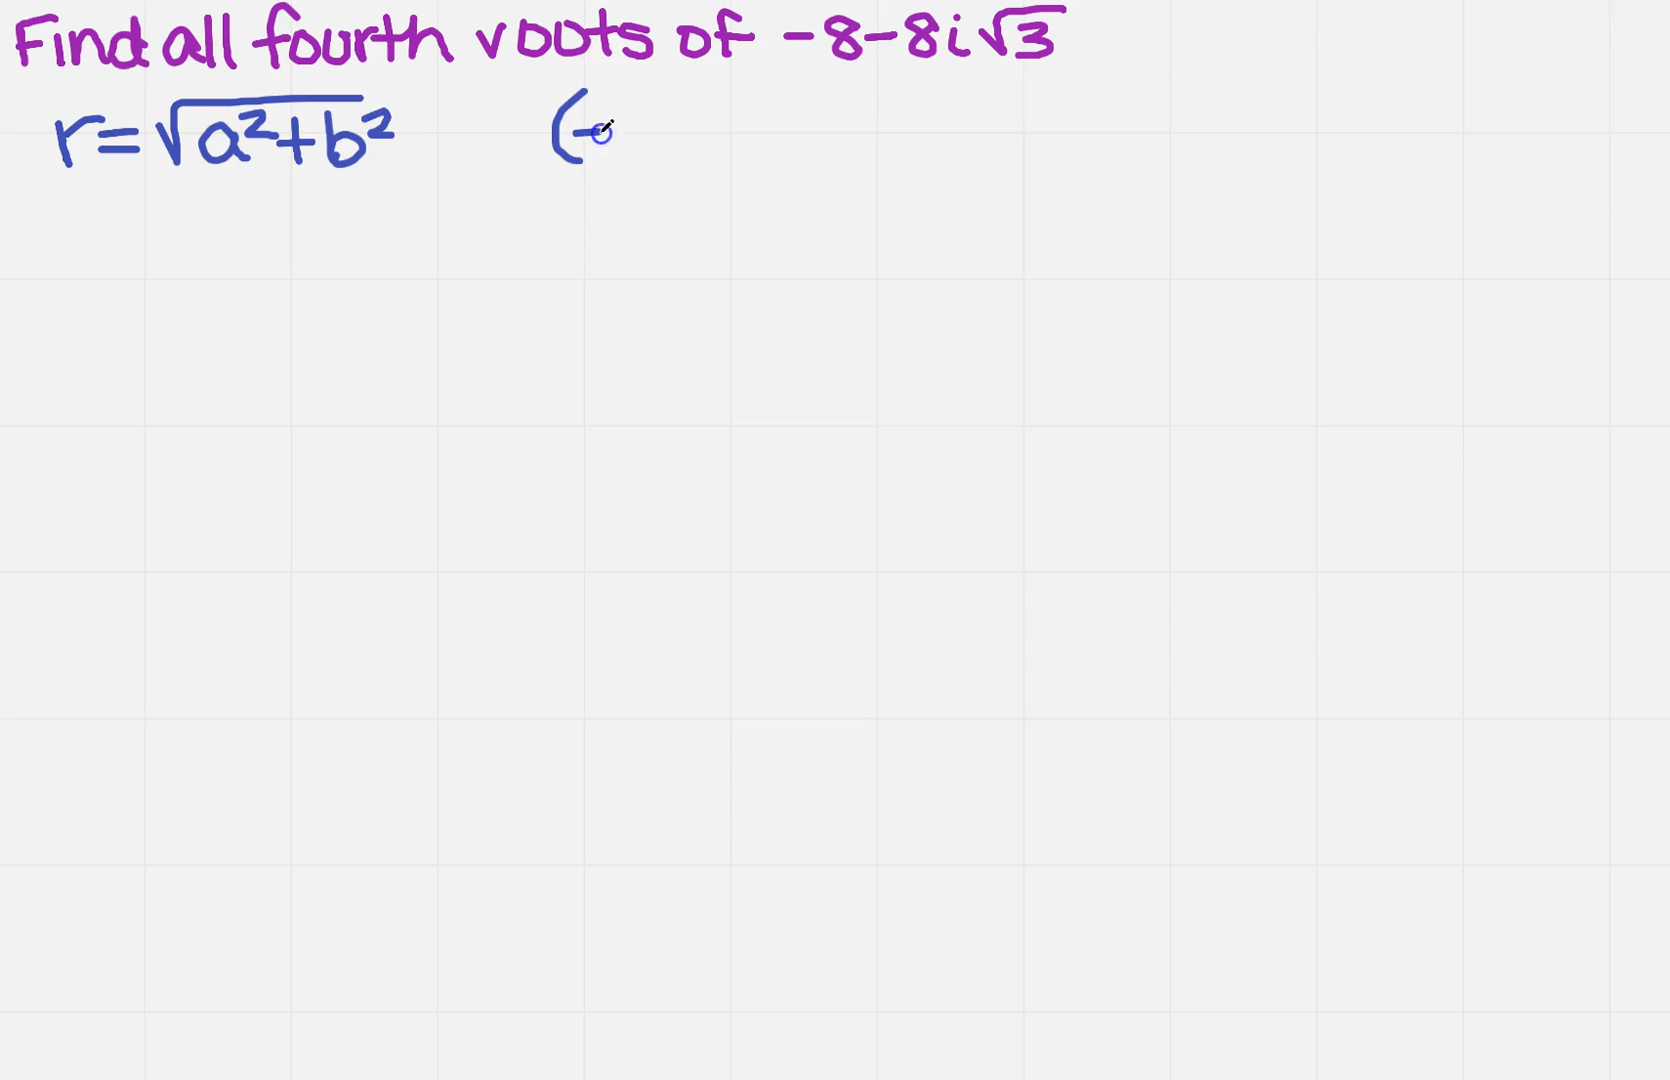 Find all fourth roots of -8-8i√3
r=√a²+b² (-